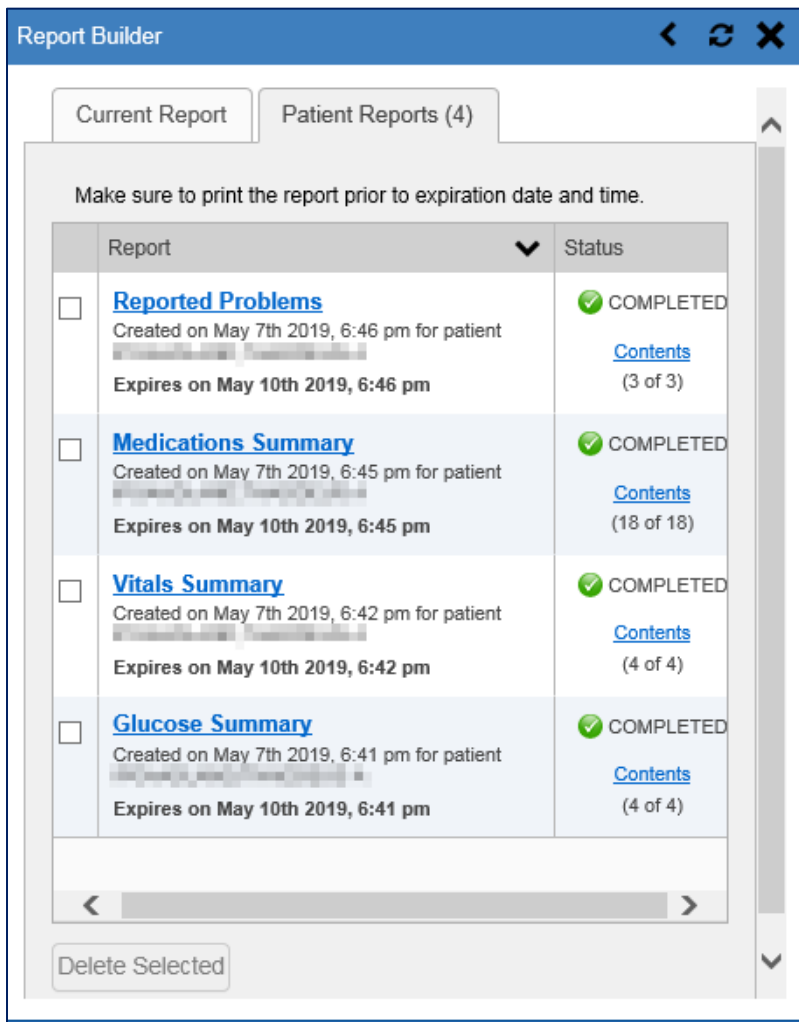 Report Builder
Current Report
Patient Reports (4)
Make sure to print the report prior to expiration date and time.
Report
Status
Reported Problems
Created on May 7th 2019, 6:46 pm for patient
Expires on May 10th 2019, 6:46 pm
COMPLETED
Contents
(3 of 3)
Medications Summary
Created on May 7th 2019, 6:45 pm for patient
Expires on May 10th 2019, 6:45 pm
COMPLETED
Contents
(18 of 18)
Vitals Summary
Created on May 7th 2019, 6:42 pm for patient
Expires on May 10th 2019, 6:42 pm
COMPLETED
Contents
(4 of 4)
Glucose Summary
Created on May 7th 2019, 6:41 pm for patient
Expires on May 10th 2019, 6:41 pm
COMPLETED
Contents
(4 of 4)
Delete Selected